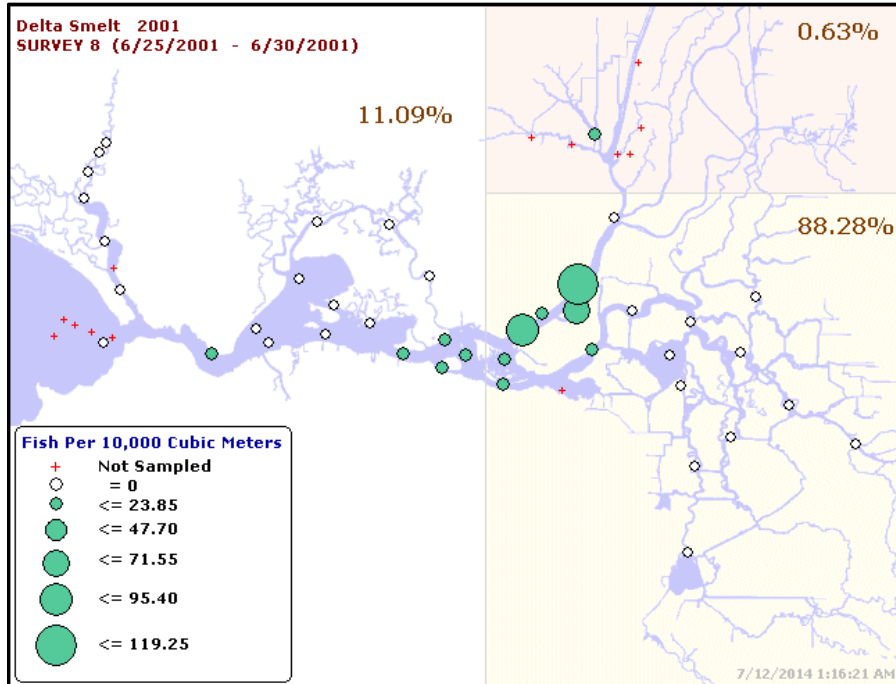 Delta Smelt 2001
SURVEY 8 (6/25/2001 - 6/30/2001)
0.63%
11.09%
88.28%
Fish Per 10,000 Cubic Meters
Not Sampled
= 0
<= 23.85
<= 47.70
<= 71.55
<= 95.40
<= 119.25
7/12/2014 1:16:21 AM